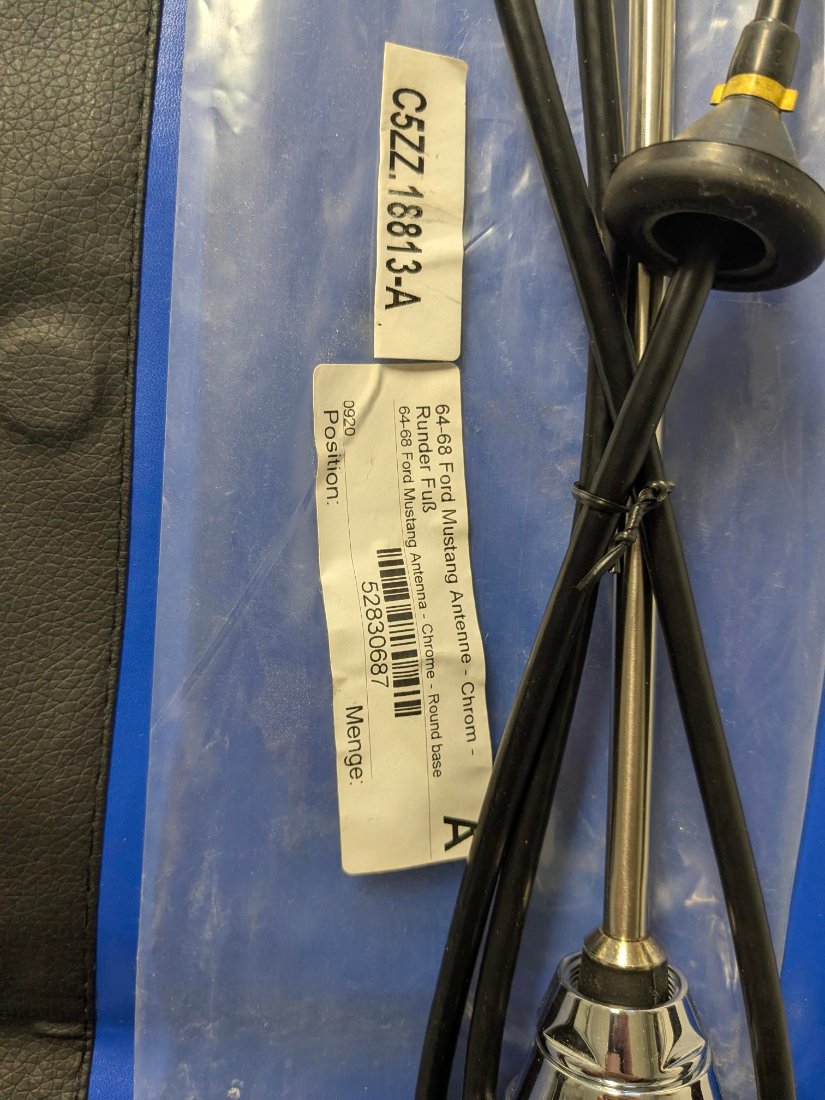 C5ZZ.18813-A
64-68 Ford Mustang Antenne - Chrom -
Runder Fuß
64-68 Ford Mustang Antenna - Chrome - Round base
A
52830687
0920
Position:
Menge: